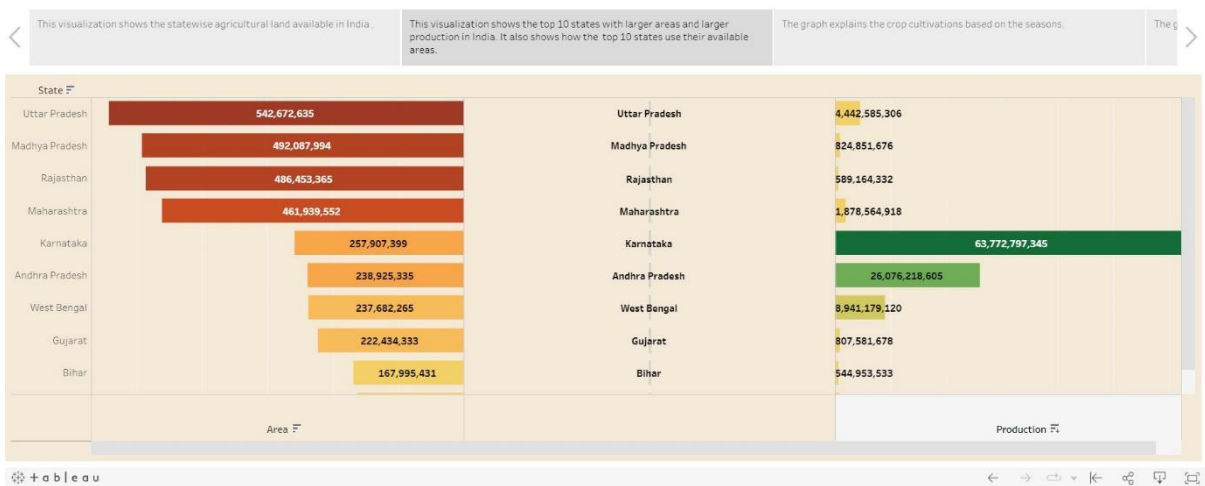 This visualization shows the statewise agricultural land available in India .
This visualization shows the top 10 states with larger areas and larger
production in India. It also shows how the top 10 states use their available
areas.
The graph explains the crop cultivations based on the seasons.
The g
State
Uttar Pradesh 542,672,635 Uttar Pradesh 4,442,585,306
Madhya Pradesh 492,087,994 Madhya Pradesh 824,851,676
Rajasthan 486,453,365 Rajasthan 589,164,332
Maharashtra 461,939,552 Maharashtra 1,878,564,918
Karnataka 257,907,399 Karnataka 63,772,797,345
Andhra Pradesh 238,925,335 Andhra Pradesh 26,076,218,605
West Bengal 237,682,265 West Bengal 8,941,179,120
Gujarat 222,434,333 Gujarat 807,581,678
Bihar 167,995,431 Bihar 544,953,533
Area Production
+ableau